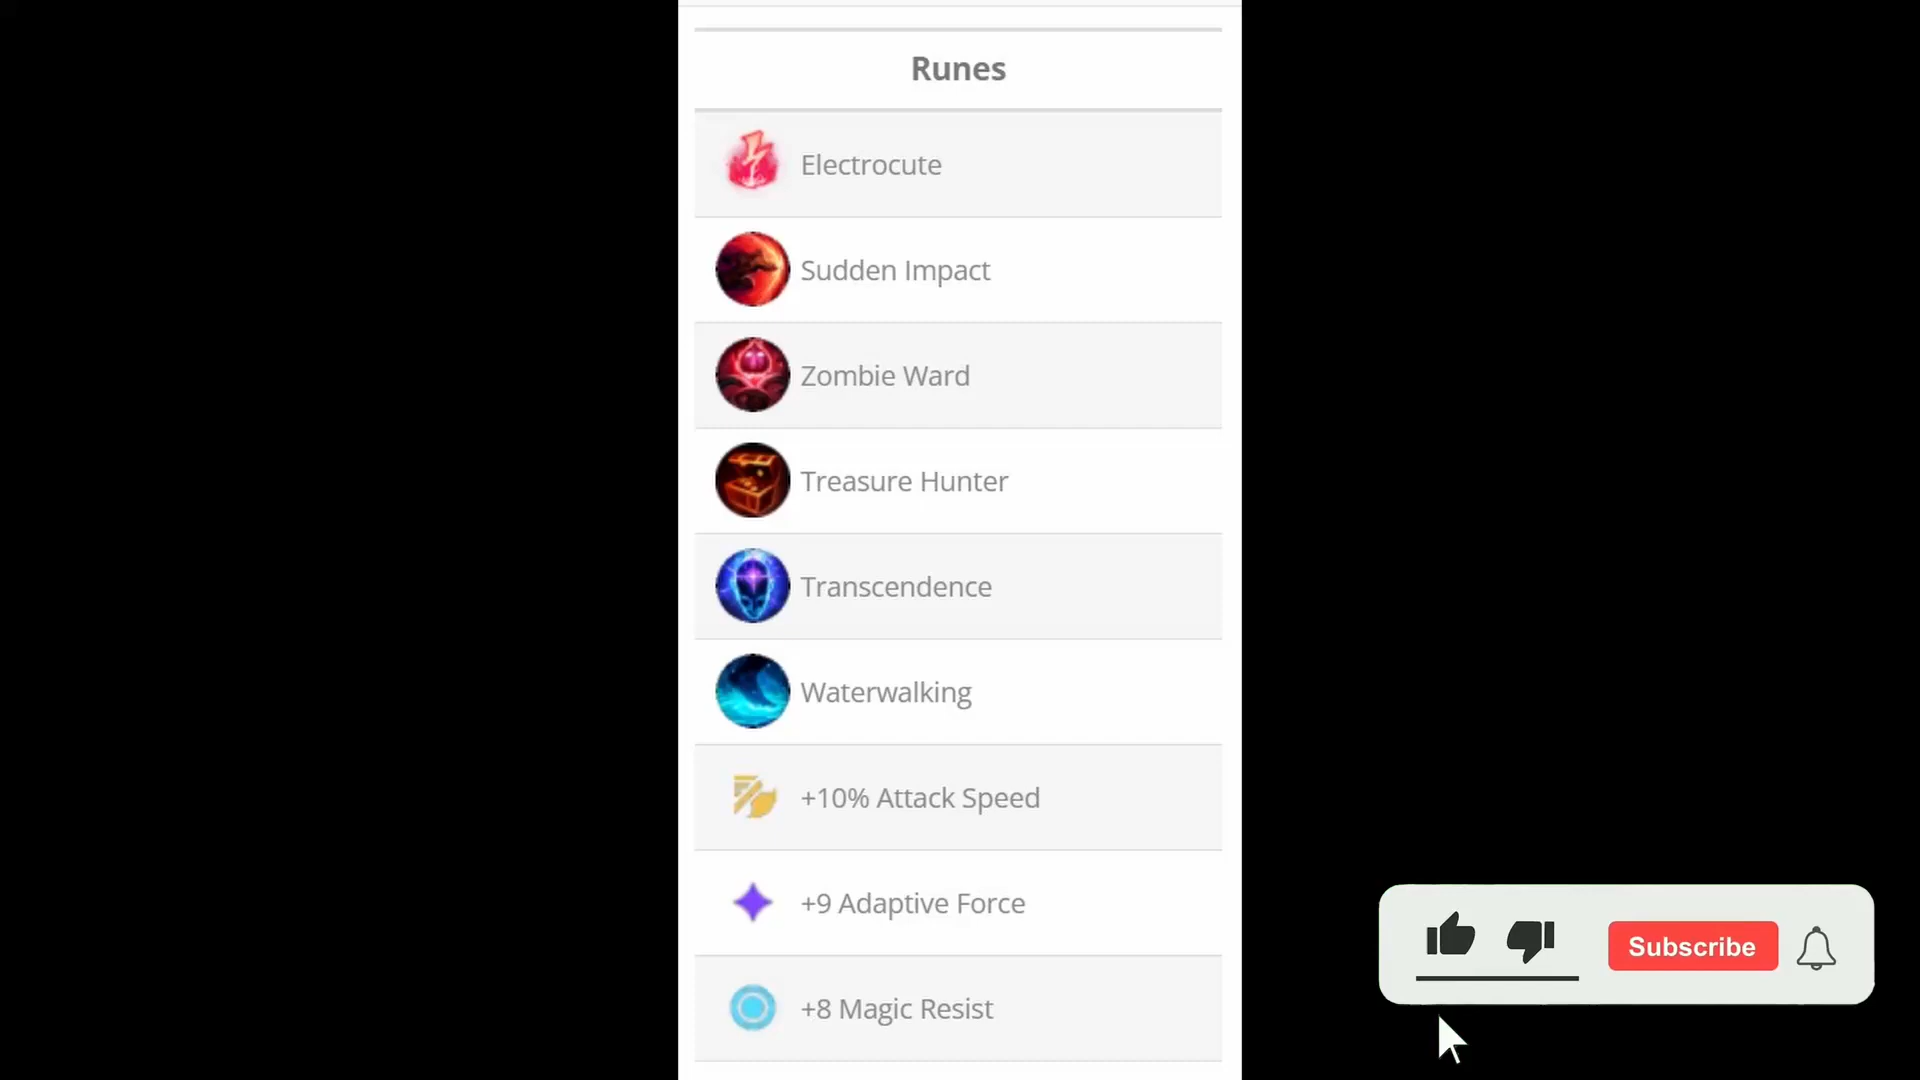 Runes
Electrocute
Sudden Impact
Zombie Ward
Treasure Hunter
Transcendence
Waterwalking
+10% Attack Speed
+9 Adaptive Force
+8 Magic Resist
Subscribe